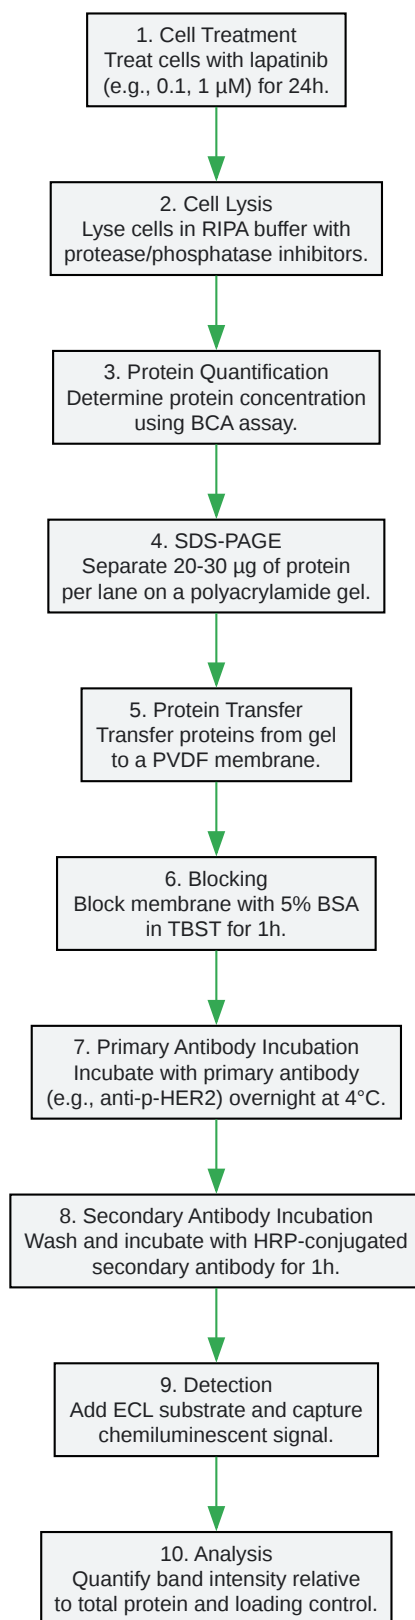 1. Cell Treatment
Treat cells with lapatinib
(e.g., 0.1, 1 µM) for 24h.
2. Cell Lysis
Lyse cells in RIPA buffer with
protease/phosphatase inhibitors.
3. Protein Quantification
Determine protein concentration
using BCA assay.
4. SDS-PAGE
Separate 20-30 µg of protein
per lane on a polyacrylamide gel.
5. Protein Transfer
Transfer proteins from gel
to a PVDF membrane.
6. Blocking
Block membrane with 5% BSA
in TBST for 1h.
7. Primary Antibody Incubation
Incubate with primary antibody
(e.g., anti-p-HER2) overnight at 4°C.
8. Secondary Antibody Incubation
Wash and incubate with HRP-conjugated
secondary antibody for 1h.
9. Detection
Add ECL substrate and capture
chemiluminescent signal.
10. Analysis
Quantify band intensity relative
to total protein and loading control.